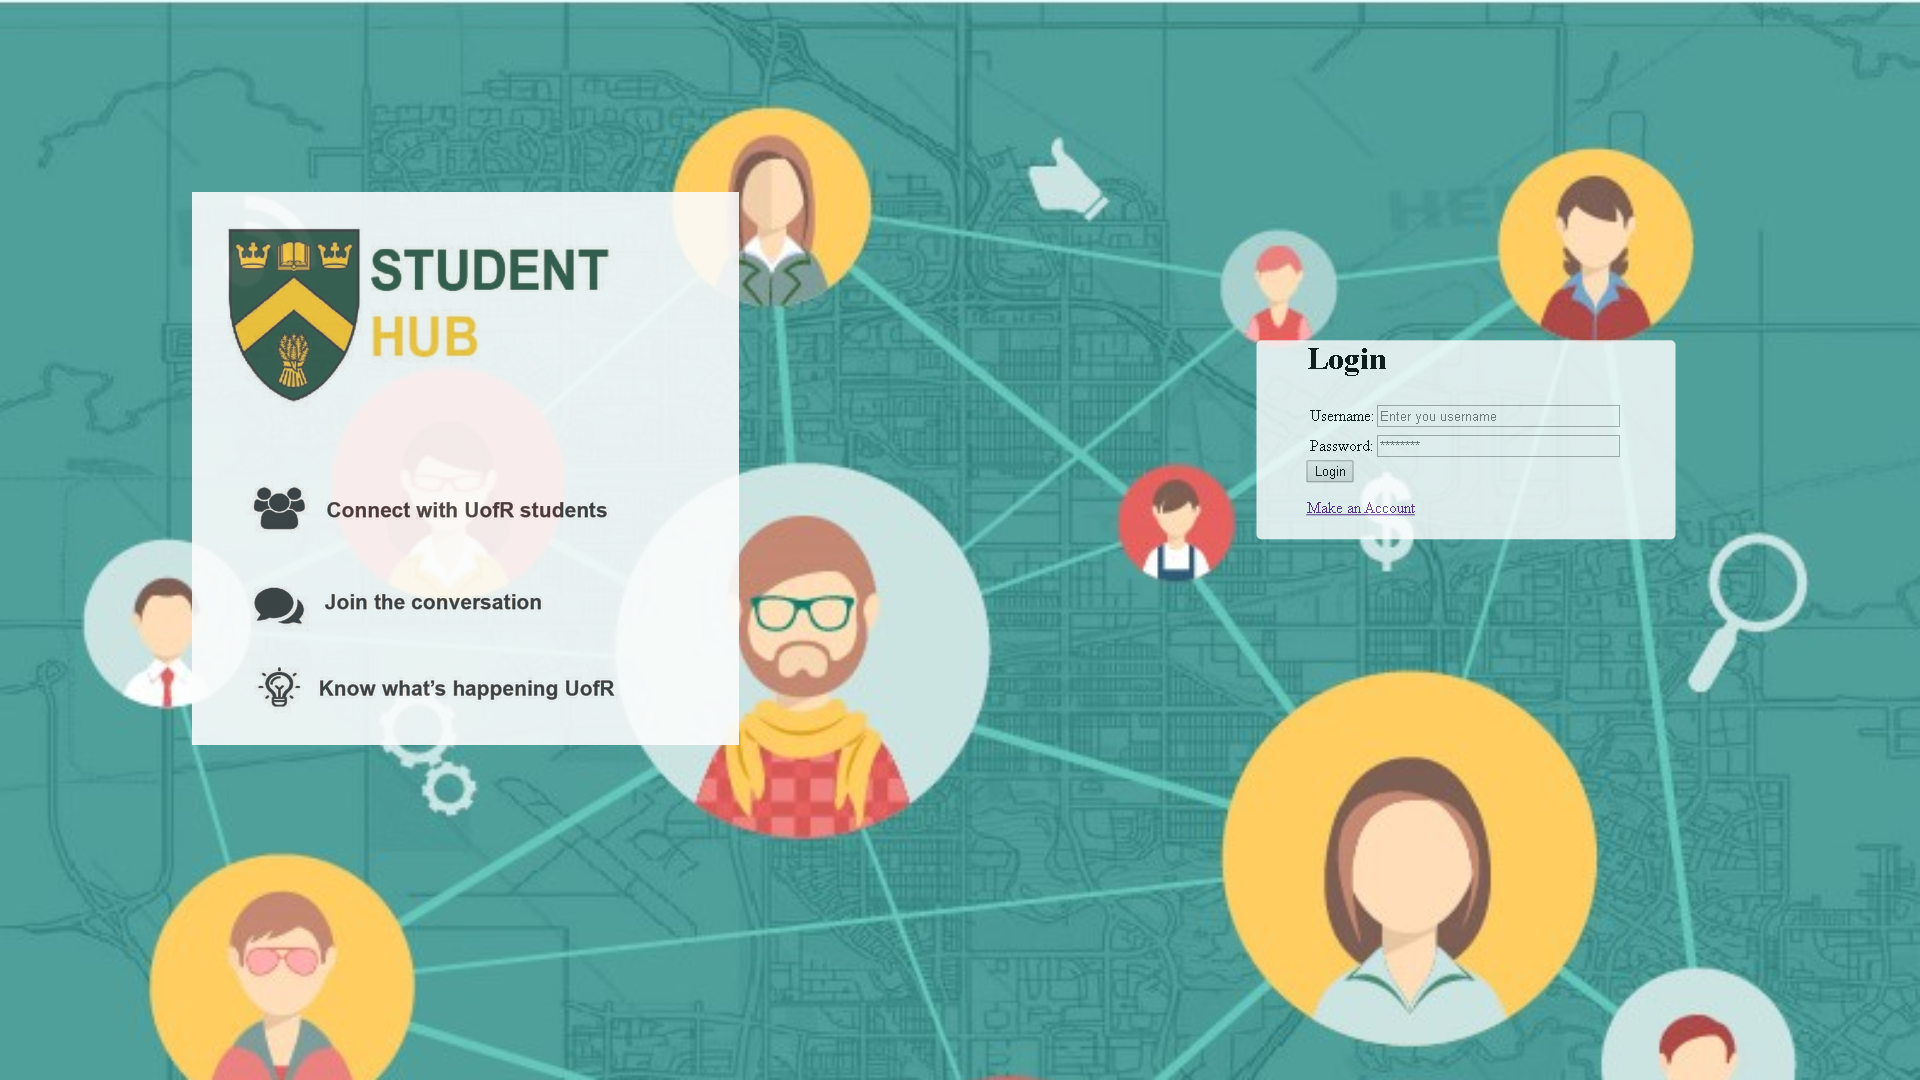 STUDENT
HUB
Connect with UofR students
Join the conversation
Know what’s happening UofR
Login
Username: Enter you username
Password: ********
Login
Make an Account